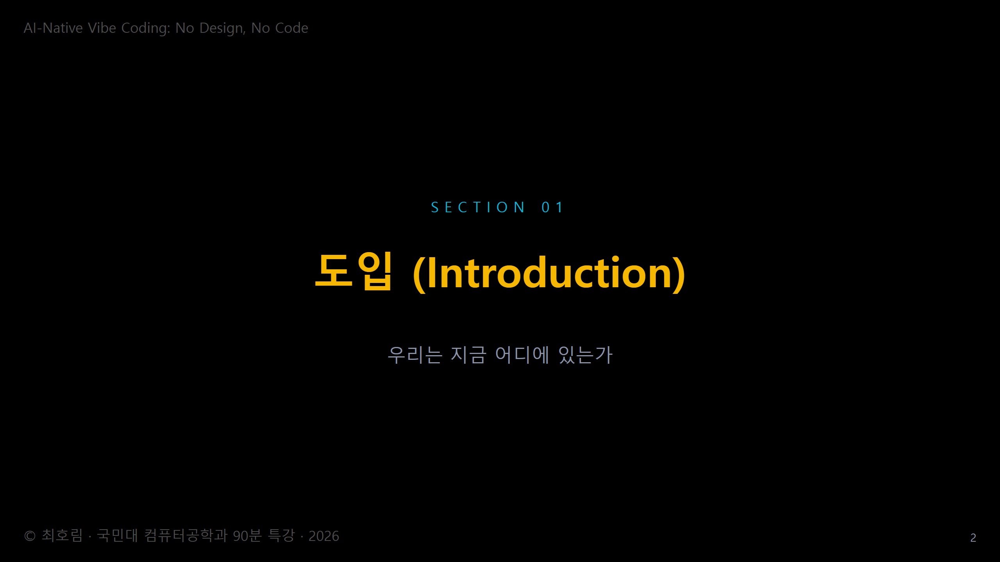 AI-Native Vibe Coding: No Design, No Code
SECTION 01
도입 (Introduction)
우리는 지금 어디에 있는가
© 최호림 · 국민대 컴퓨터공학과 90분 특강 · 2026
2